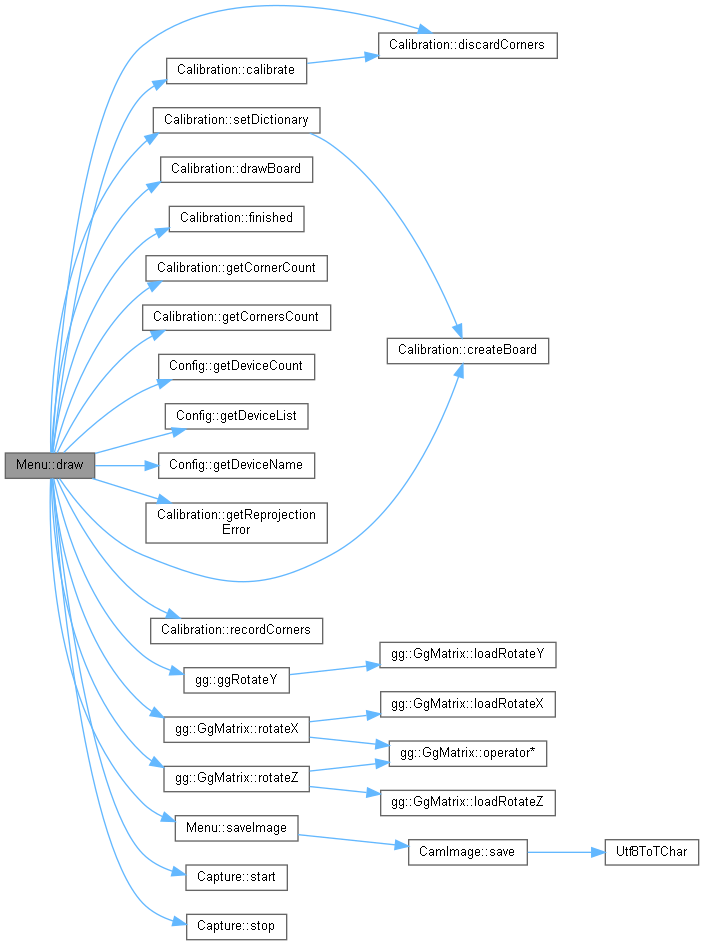 Calibration::discardCorners
Calibration::calibrate
Calibration::setDictionary
Calibration::drawBoard
Calibration::finished
Calibration::getCornerCount
Calibration::getCornersCount
Calibration::createBoard
Config::getDeviceCount
Config::getDeviceList
Menu::draw
Config::getDeviceName
Calibration::getReprojection
Error
Calibration::recordCorners
gg::GgMatrix::loadRotateY
gg::ggRotateY
gg::GgMatrix::loadRotateX
gg::GgMatrix::rotateX
gg::GgMatrix::operator*
gg::GgMatrix::rotateZ
gg::GgMatrix::loadRotateZ
Menu::saveImage
CamImage::save
Utf8ToTChar
Capture::start
Capture::stop